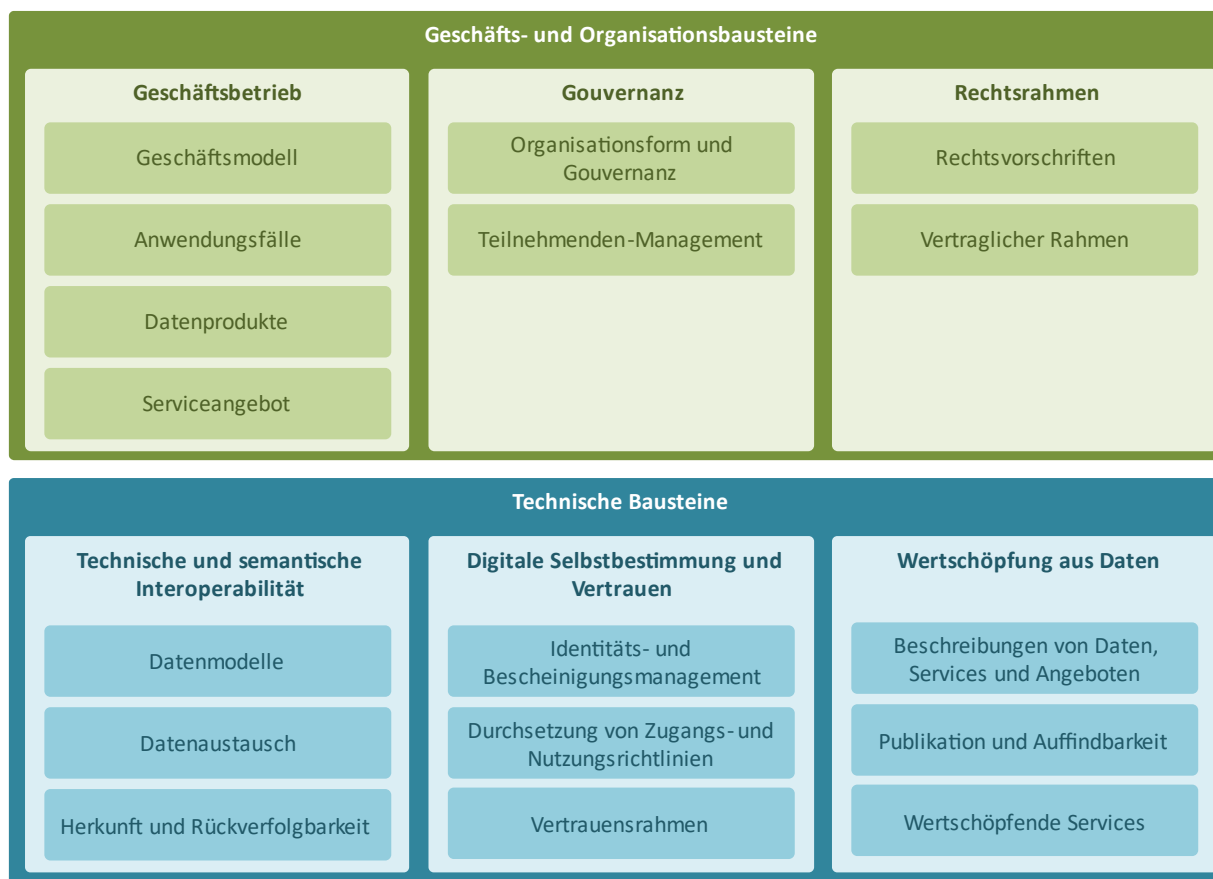 Geschäfts- und Organisationsbausteine
Geschäftsbetrieb
Geschäftsmodell
Anwendungsfälle
Datenprodukte
Serviceangebot
Gouvernanz
Organisationsform und
Gouvernanz
Teilnehmenden-Management
Rechtsrahmen
Rechtsvorschriften
Vertraglicher Rahmen
Technische Bausteine
Technische und semantische
Interoperabilität
Datenmodelle
Datenaustausch
Herkunft und Rückverfolgbarkeit
Digitale Selbstbestimmung und
Vertrauen
Identitäts- und
Bescheinigungsmanagement
Durchsetzung von Zugangs- und
Nutzungsrichtlinien
Vertrauensrahmen
Wertschöpfung aus Daten
Beschreibungen von Daten,
Services und Angeboten
Publikation und Auffindbarkeit
Wertschöpfende Services